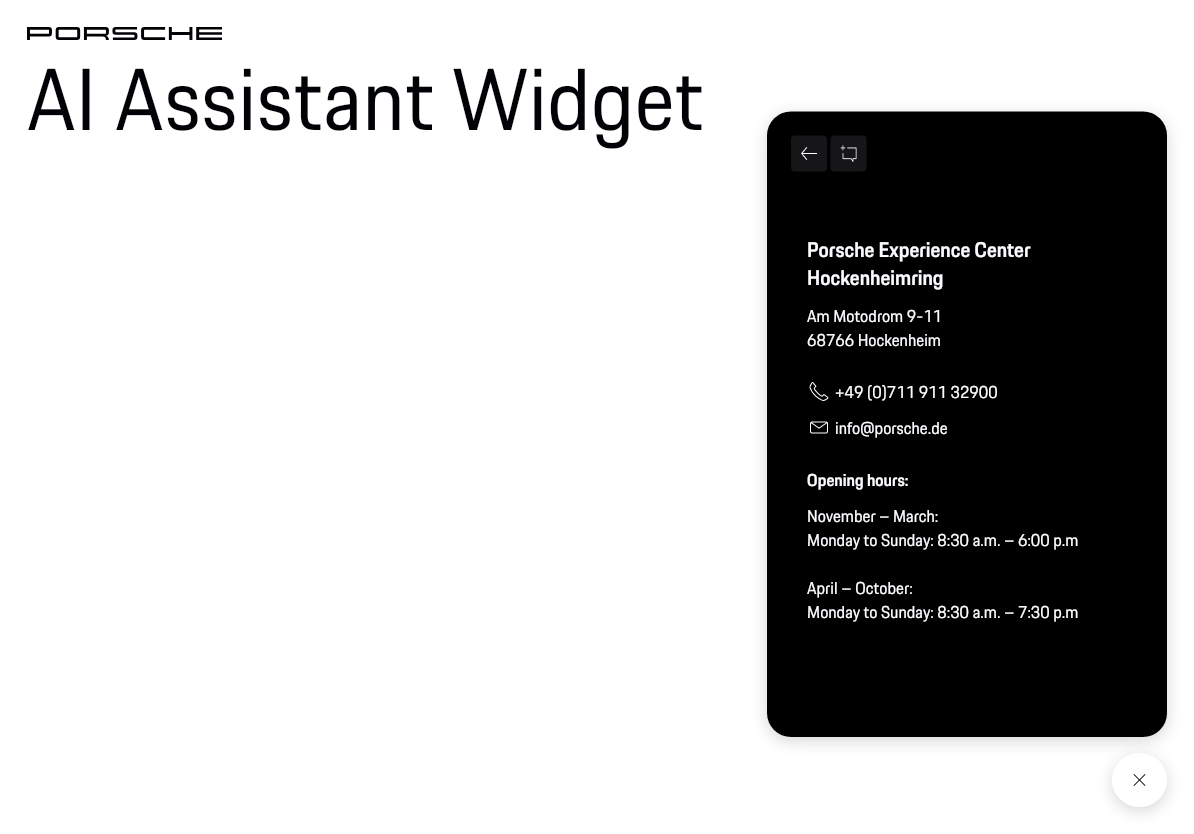 PORSCHE
AI Assistant Widget
Porsche Experience Center
Hockenheimring
Am Motodrom 9-11
68766 Hockenheim
+49 (0)711 911 32900
info@porsche.de
Opening hours:
November – March:
Monday to Sunday: 8:30 a.m. – 6:00 p.m
April – October:
Monday to Sunday: 8:30 a.m. – 7:30 p.m